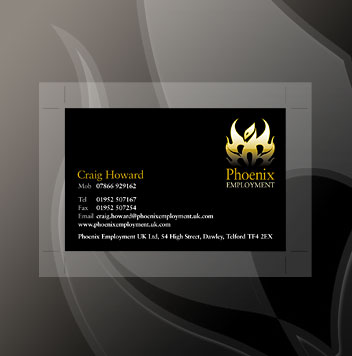 Phoenix
EMPLOYMENT
Craig Howard
Mob 07866 929162
Tel 01952 507167
Fax 01952 507254
Email craig.howard@phoenixemployment.uk.com
www.phoenixemployment.uk.com
Phoenix Employment UK Ltd, 54 High Street, Dawley, Telford TF4 2EX